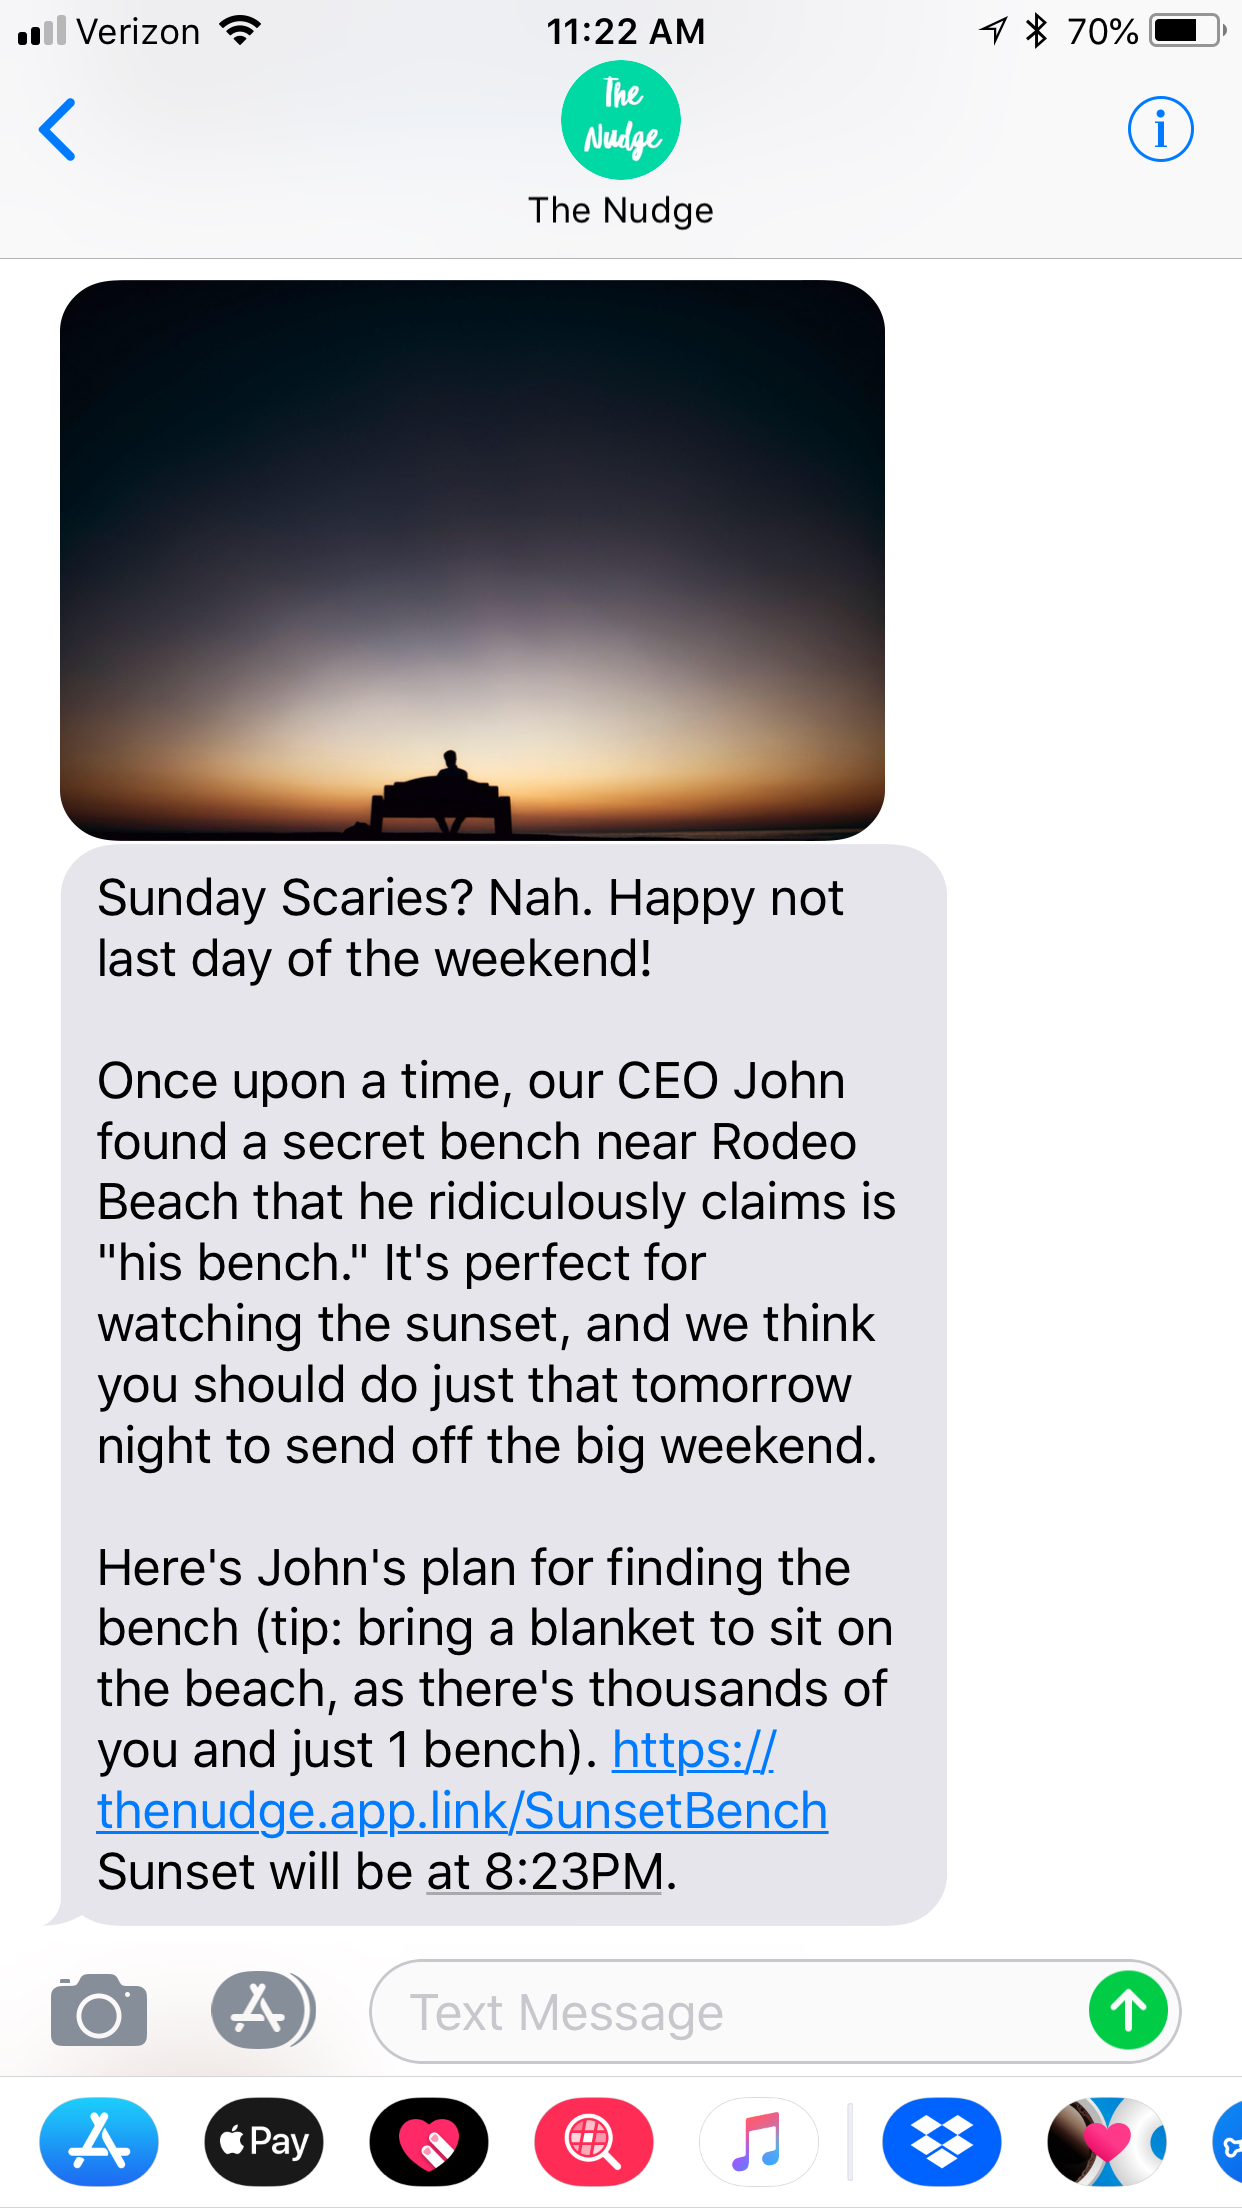 Verizon 11:22 AM 70%
The
Nudge
i
The Nudge
Sunday Scaries? Nah. Happy not
last day of the weekend!
Once upon a time, our CEO John
found a secret bench near Rodeo
Beach that he ridiculously claims is
"his bench." It's perfect for
watching the sunset, and we think
you should do just that tomorrow
night to send off the big weekend.
Here's John's plan for finding the
bench (tip: bring a blanket to sit on
the beach, as there's thousands of
you and just 1 bench). https://
thenudge.app.link/SunsetBench
Sunset will be at 8:23PM.
Text Message
Pay